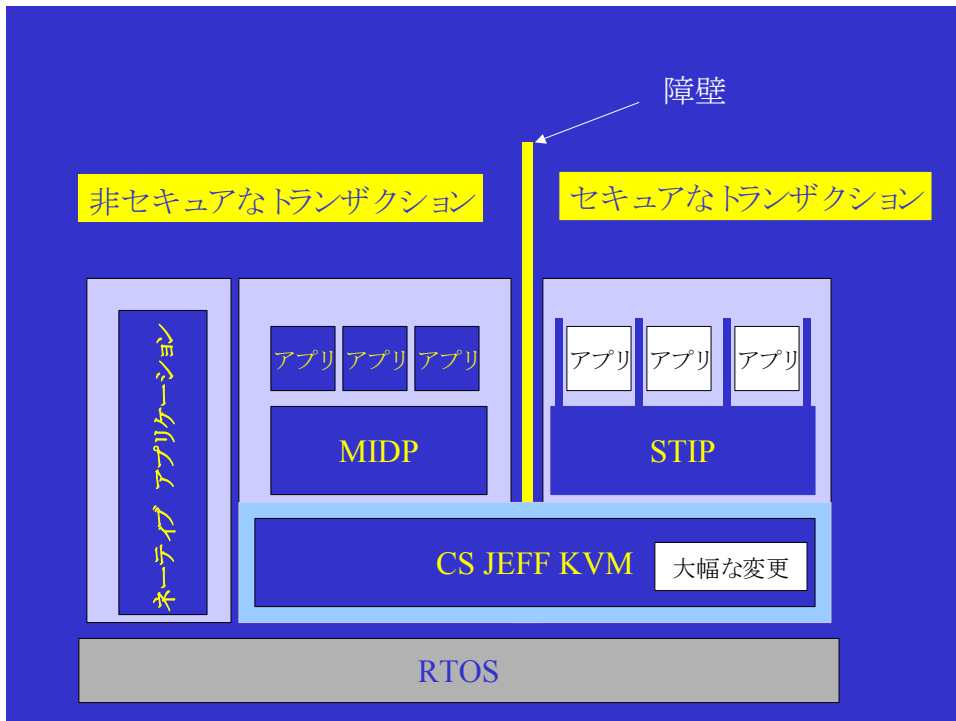 障壁
非セキュアなトランザクション
セキュアなトランザクション
ネーティブ アプリケーション
アプリ アプリ アプリ
アプリ アプリ アプリ
MIDP
STIP
CS JEFF KVM
大幅な変更
RTOS